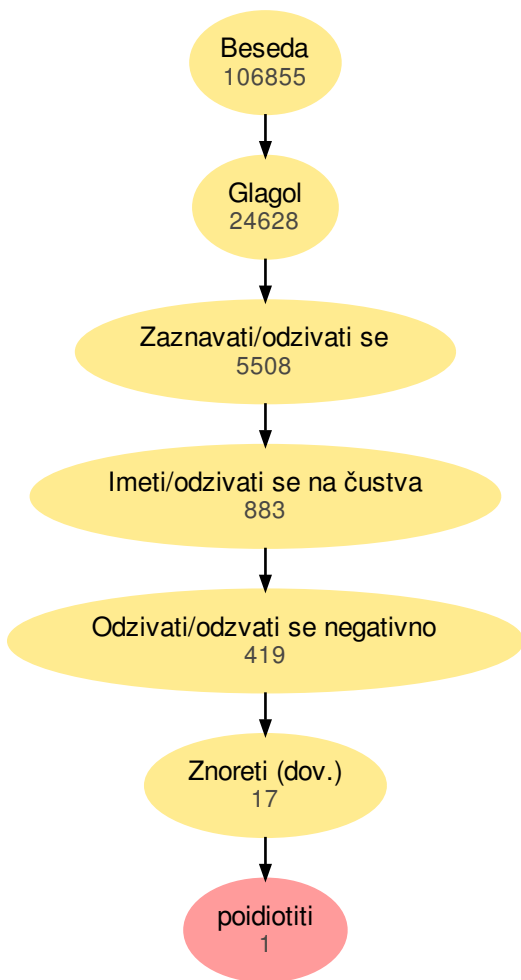 Beseda
106855
Glagol
24628
Zaznavati/odzivati se
5508
Imeti/odzivati se na čustva
883
Odzivati/odzvati se negativno
419
Znoreti (dov.)
17
poidiotiti
1